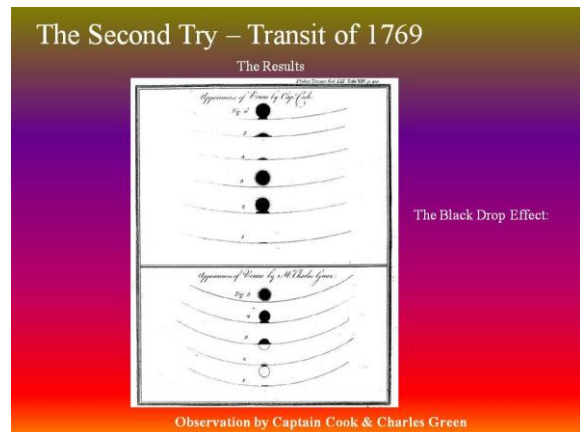 The Second Try – Transit of 1769
The Results
Appearances of Venus by Capt. Cook.
Appearances of Venus by Mr. Charles Green:
The Black Drop Effect:
Observation by Captain Cook & Charles Green